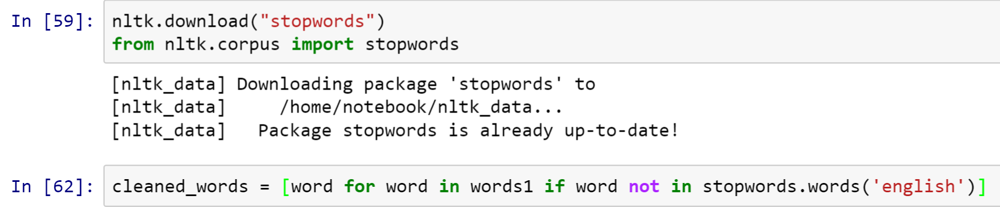 In [59]: nltk.download("stopwords")
from nltk.corpus import stopwords
[nltk_data] Downloading package 'stopwords' to
[nltk_data]     /home/notebook/nltk_data...
[nltk_data]   Package stopwords is already up-to-date!
In [62]: cleaned_words = [word for word in words1 if word not in stopwords.words('english')]